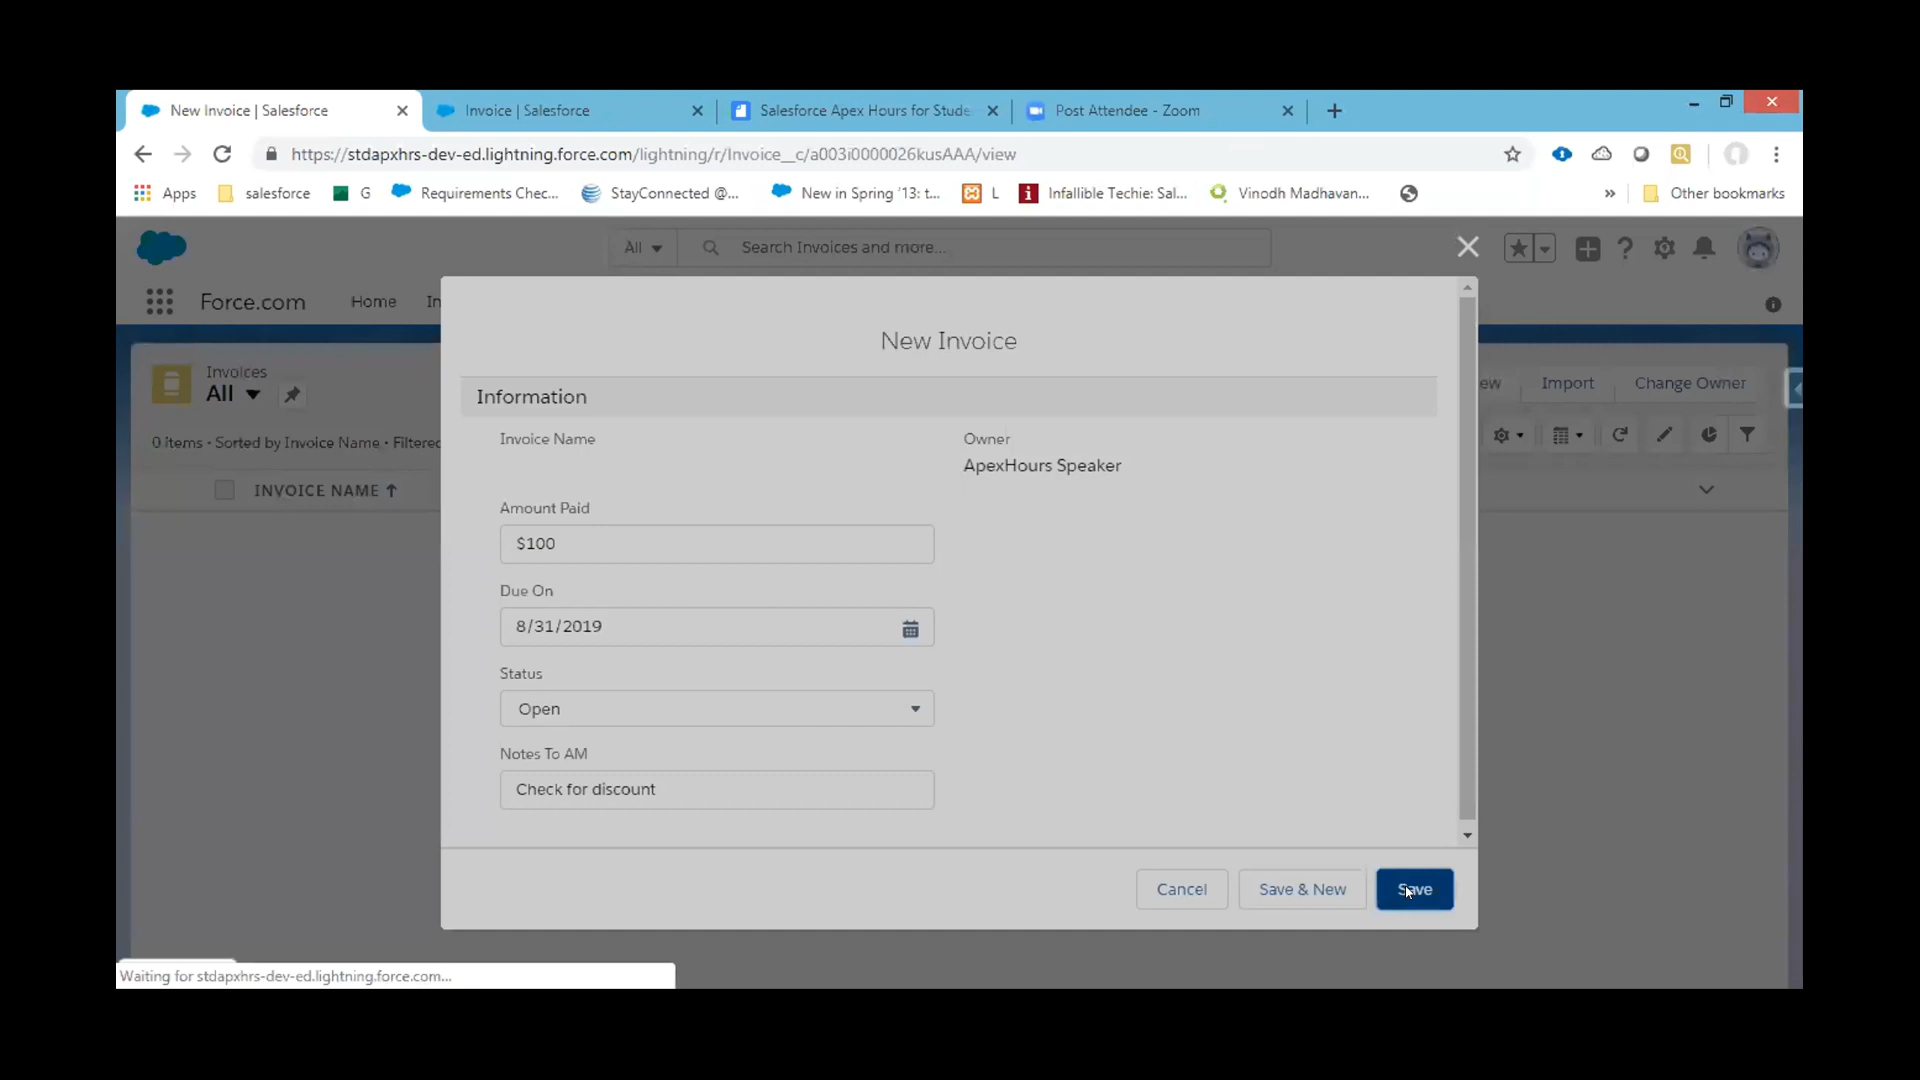 New Invoice | Salesforce
Invoice | Salesforce
Salesforce Apex Hours for Stude
Post Attendee - Zoom
https://stdapxhrs-dev-ed.lightning.force.com/lightning/r/Invoice__c/a003i0000026kusAAA/view
Apps
salesforce
G
Requirements Chec...
StayConnected @...
New in Spring '13: t...
L
Infallible Techie: Sal...
Vinodh Madhavan...
»
Other bookmarks
All
Search Invoices and more...
Force.com
Home
In
New Invoice
Invoices
All
ew
Import
Change Owner
Information
0 items • Sorted by Invoice Name • Filtered
Invoice Name
Owner
ApexHours Speaker
INVOICE NAME
Amount Paid
$100
Due On
8/31/2019
Status
Open
Notes To AM
Check for discount
Cancel
Save & New
Save
Waiting for stdapxhrs-dev-ed.lightning.force.com...